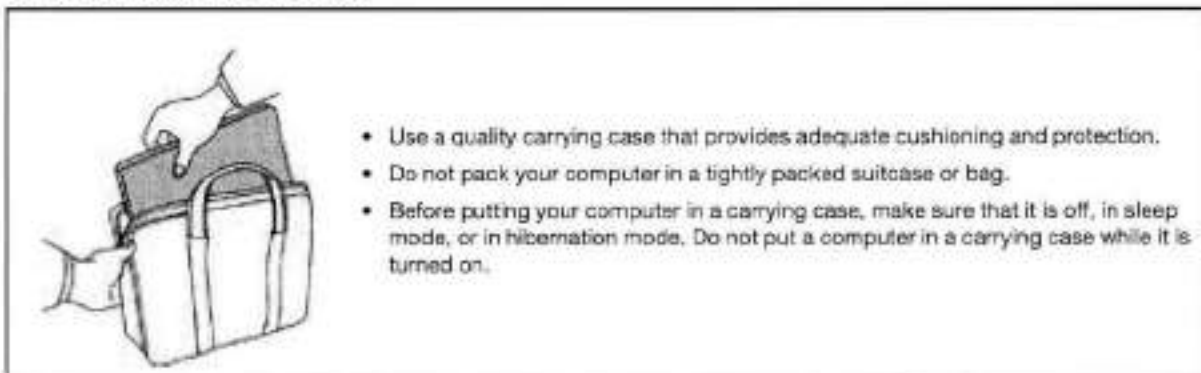 • Use a quality carrying case that provides adequate cushioning and protection.
• Do not pack your computer in a tightly packed suitcase or bag.
• Before putting your computer in a carrying case, make sure that it is off, in sleep
mode, or in hibernation mode. Do not put a computer in a carrying case while it is
turned on.